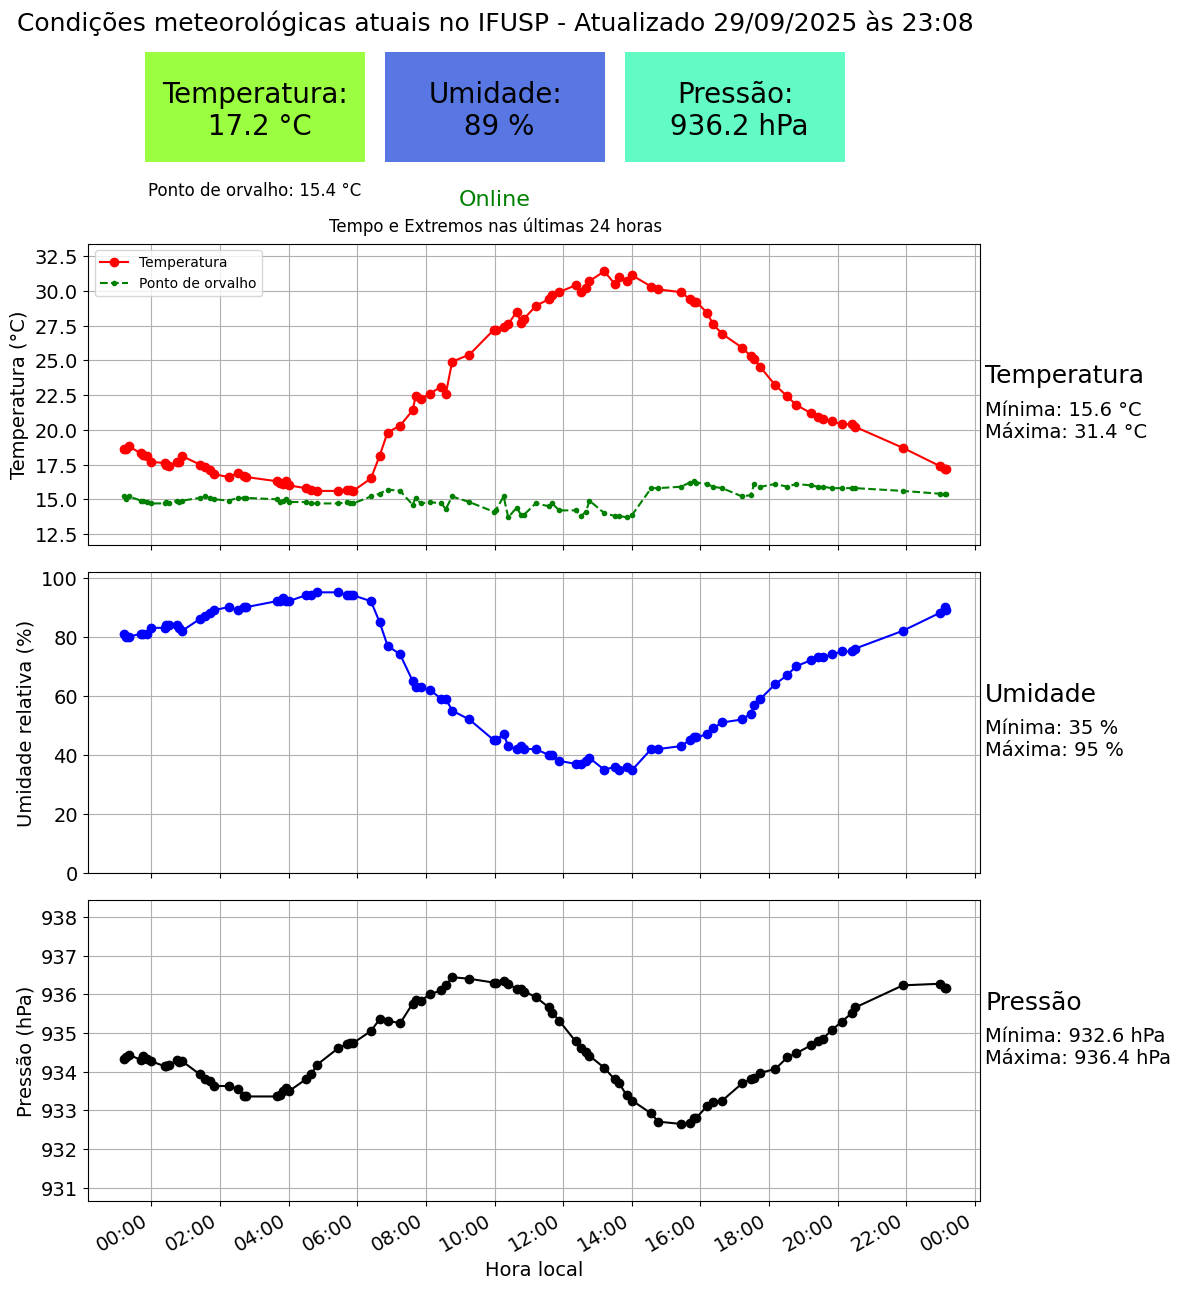 Condições meteorológicas atuais no IFUSP - Atualizado 29/09/2025 às 23:08
Temperatura:
17.2 °C
Umidade:
89 %
Pressão:
936.2 hPa
Ponto de orvalho: 15.4 °C
Online
Tempo e Extremos nas últimas 24 horas
Temperatura (°C)
32.5
30.0
27.5
25.0
22.5
20.0
17.5
15.0
12.5
Temperatura
Ponto de orvalho
Temperatura
Mínima: 15.6 °C
Máxima: 31.4 °C
Umidade relativa (%)
100
80
60
40
20
0
Umidade
Mínima: 35 %
Máxima: 95 %
Pressão (hPa)
938
937
936
935
934
933
932
931
Pressão
Mínima: 932.6 hPa
Máxima: 936.4 hPa
00:00 02:00 04:00 06:00 08:00 10:00 12:00 14:00 16:00 18:00 20:00 22:00 00:00
Hora local